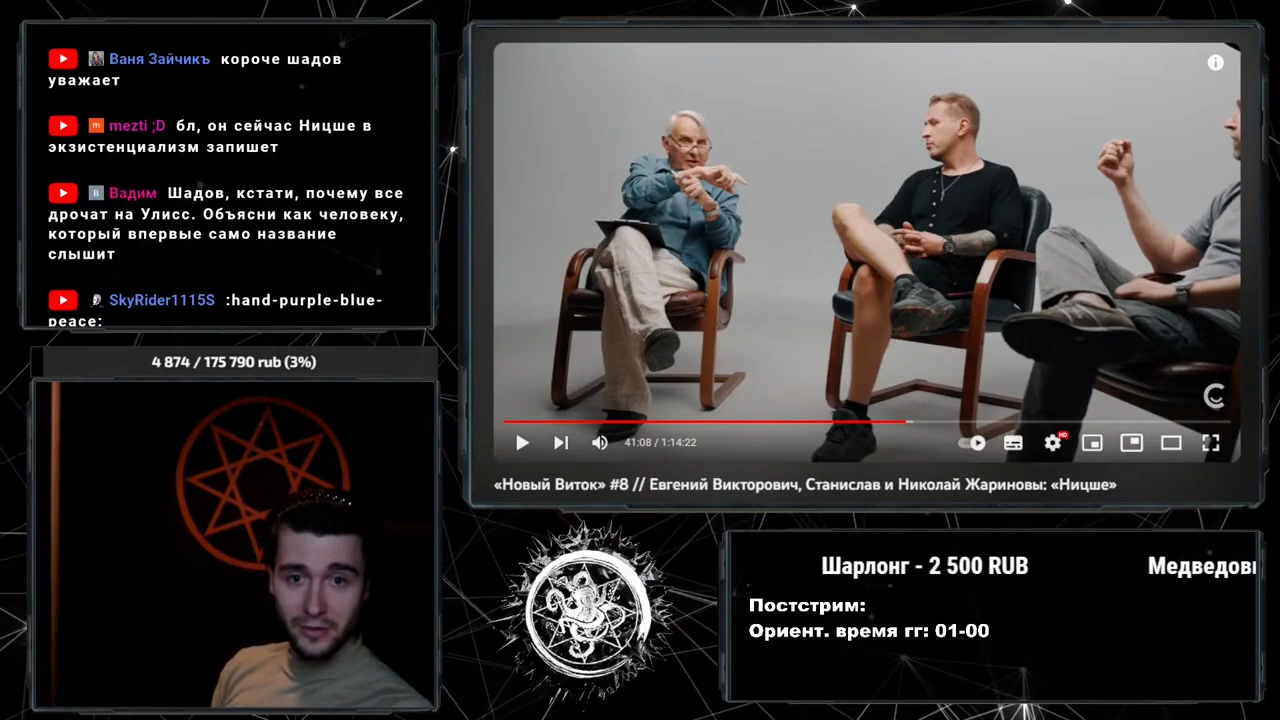 Ваня Зайчикъ короче шадов
уважает
mezti ;D бл, он сейчас Ницше в
экзистенциализм запишет
В Вадим Шадов, кстати, почему все
дрочат на Улисс. Объясни как человеку,
который впервые само название
слышит
SkyRider1115S :hand-purple-blue-
peace:
4 874 / 175 790 rub (3%)
41:08 / 1:14:22
HD
«Новый Виток» #8 // Евгений Викторович, Станислав и Николай Жариновы: «Ницше»
Шарлонг - 2 500 RUB Медведов
Постстрим:
Ориент. время гг: 01-00